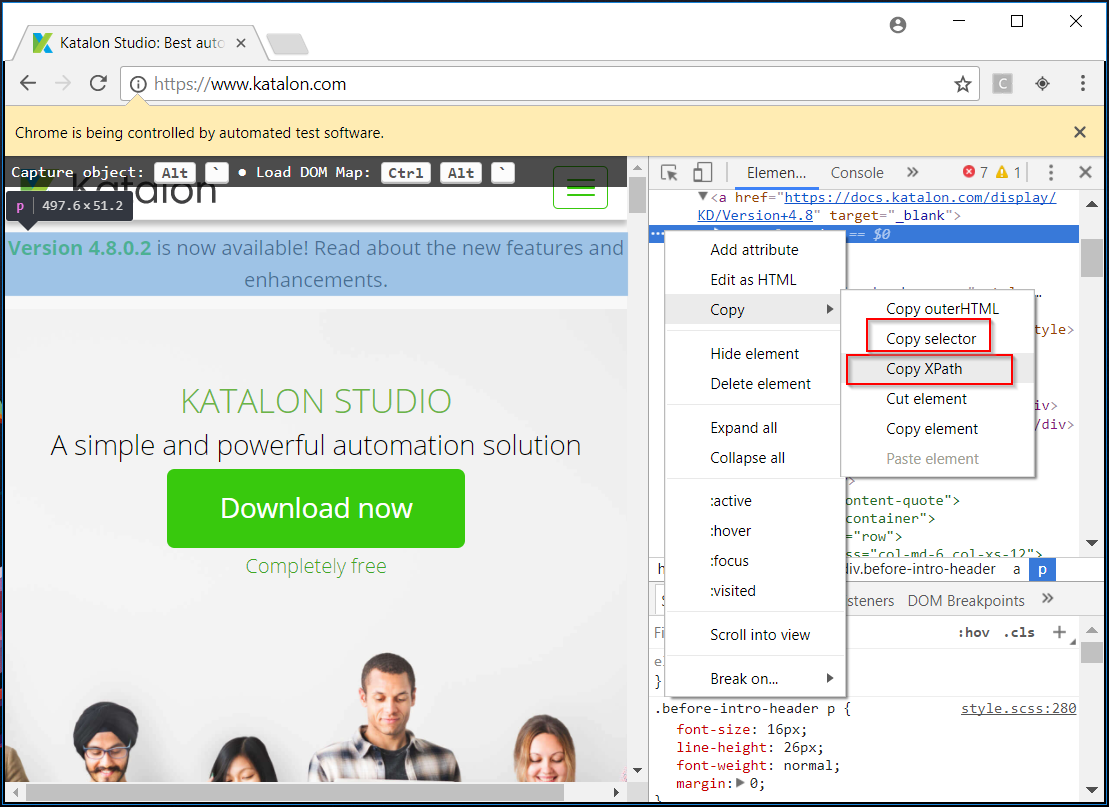 Katalon Studio: Best auto
https://www.katalon.com
C
Chrome is being controlled by automated test software.
Capture object: Alt ` ● Load DOM Map: Ctrl Alt `
Katalon
p 497.6×51.2
Version 4.8.0.2 is now available! Read about the new features and
enhancements.
KATALON STUDIO
A simple and powerful automation solution
Download now
Completely free
Elemen... Console » 7 1
▼<a href="https://docs.katalon.com/display/
KD/Version+4.8" target="_blank">
== $0
Add attribute
Edit as HTML
Copy
Hide element
Delete element
Expand all
Collapse all
:active
:hover
:focus
:visited
Scroll into view
Break on...
Copy outerHTML
Copy selector
Copy XPath
Cut element
Copy element
Paste element
tyle>
iv>
/div>
>
ontent-quote">
container">
="row">
ss="col-md-6 col-xs-12">
h div.before-intro-header a p
S steners DOM Breakpoints »
Fi :hov .cls +
el
}
.before-intro-header p { style.scss:280
font-size: 16px;
line-height: 26px;
font-weight: normal;
margin:▶ 0;
}